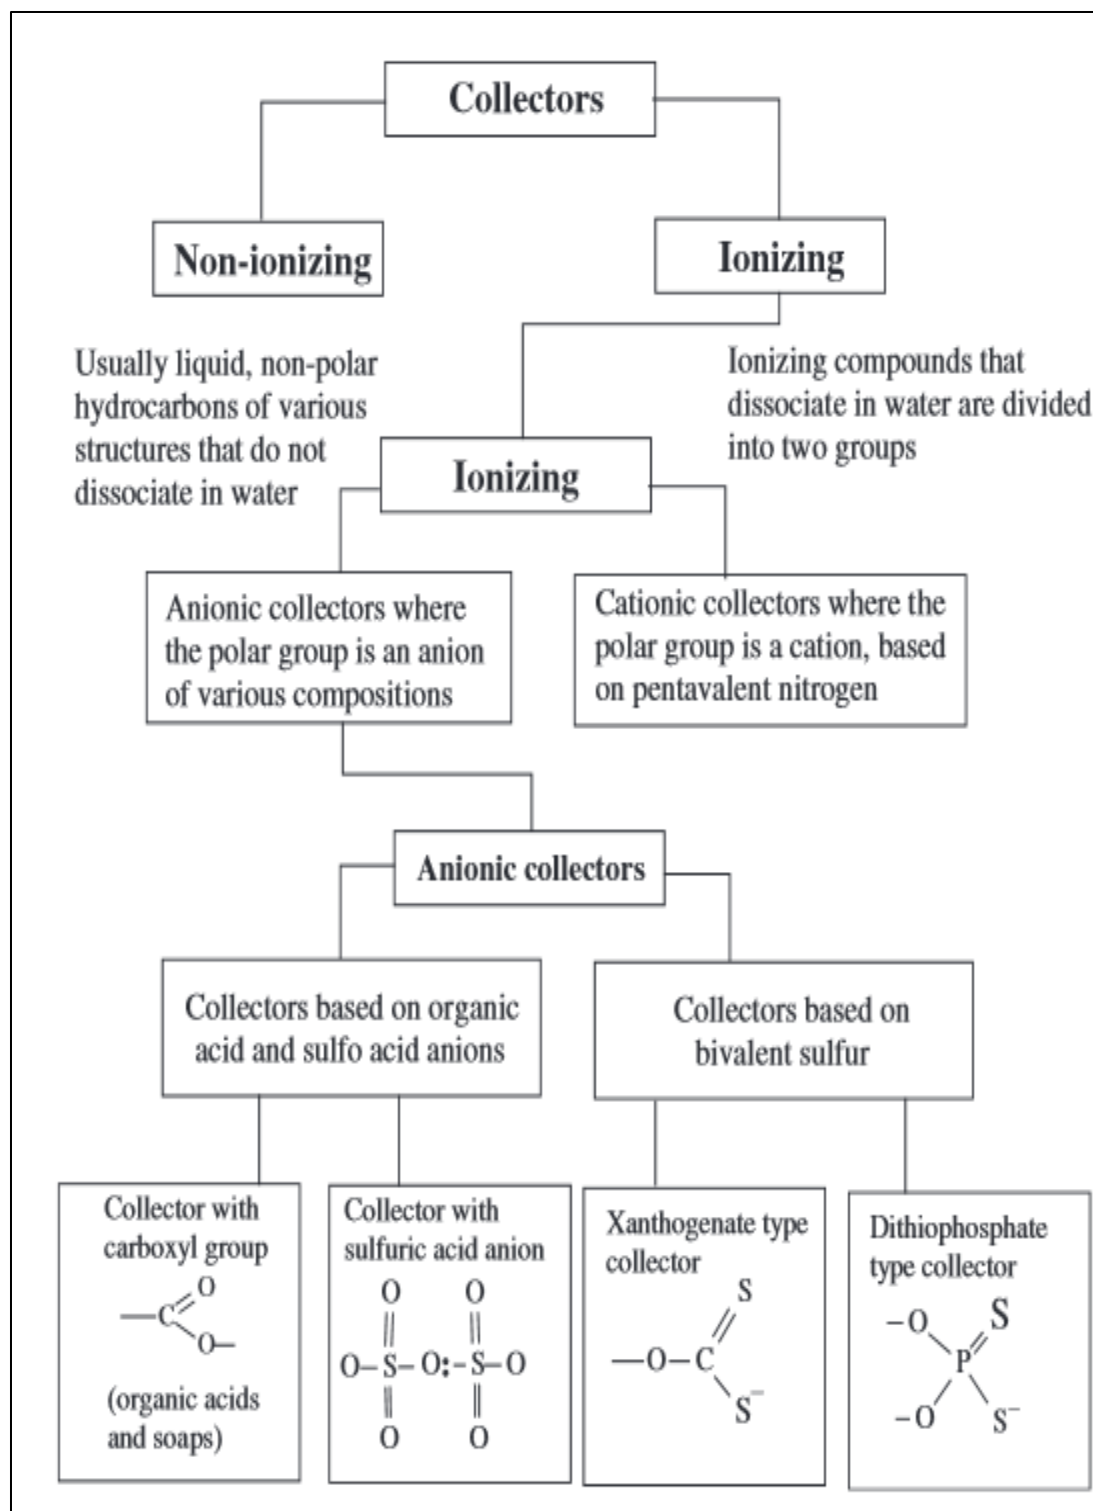 Collectors
Non-ionizing
Ionizing
Usually liquid, non-polar
hydrocarbons of various
structures that do not
dissociate in water
Ionizing compounds that
dissociate in water are divided
into two groups
Ionizing
Anionic collectors where
the polar group is an anion
of various compositions
Cationic collectors where the
polar group is a cation, based
on pentavalent nitrogen
Anionic collectors
Collectors based on organic
acid and sulfo acid anions
Collectors based on
bivalent sulfur
Collector with
carboxyl group
C
O
O
(organic acids
and soaps)
Collector with
sulfuric acid anion
O O
O–S–O:–S–O
O O
Xanthogenate type
collector
S
—O–C
S⁻
Dithiophosphate
type collector
–O S
P
–O S⁻